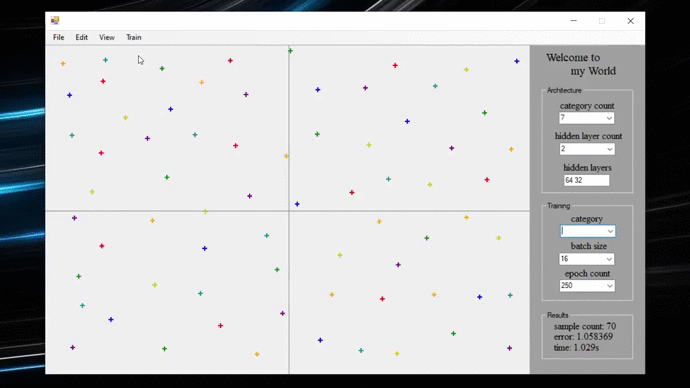 File Edit View Train
Welcome to
my World
Architecture
category count
7
hidden layer count
2
hidden layers
64 32
Training
category
batch size
16
epoch count
250
Results
sample count: 70
error: 1.058369
time: 1.029s